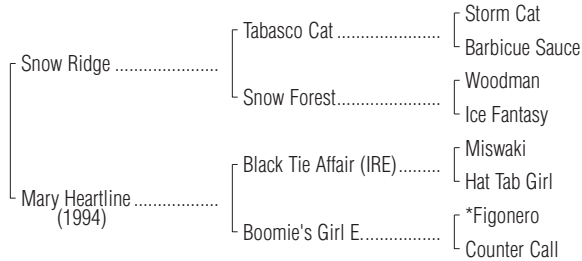 Storm Cat
Tabasco Cat ......................
Barbicue Sauce
Snow Ridge ......................
Woodman
Snow Forest......................
Ice Fantasy
Miswaki
Black Tie Affair (IRE).........
Hat Tab Girl
Mary Heartline ..................
(1994)
*Figonero
Boomie's Girl E.................
Counter Call